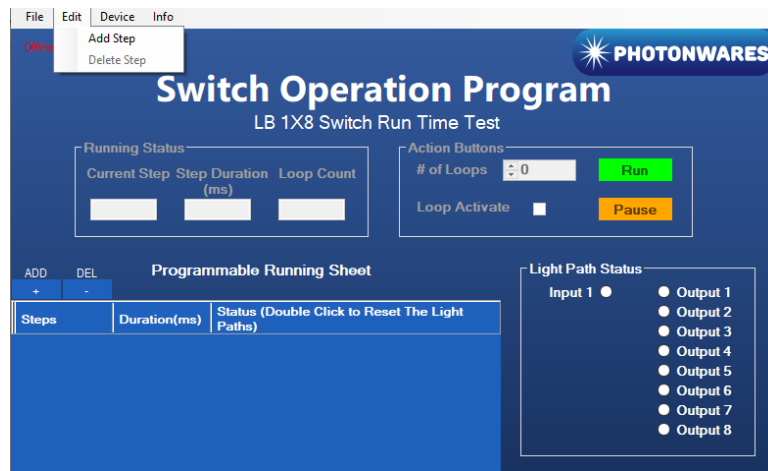 File Edit Device Info
Add Step
Delete Step
PHOTONWARES
Switch Operation Program
LB 1X8 Switch Run Time Test
Running Status
Current Step Step Duration Loop Count
(ms)
Action Buttons
# of Loops 0 Run
Loop Activate Pause
ADD DEL Programmable Running Sheet
+ -
Steps Duration(ms) Status (Double Click to Reset The Light
Paths)
Light Path Status
Input 1 Output 1
Output 2
Output 3
Output 4
Output 5
Output 6
Output 7
Output 8